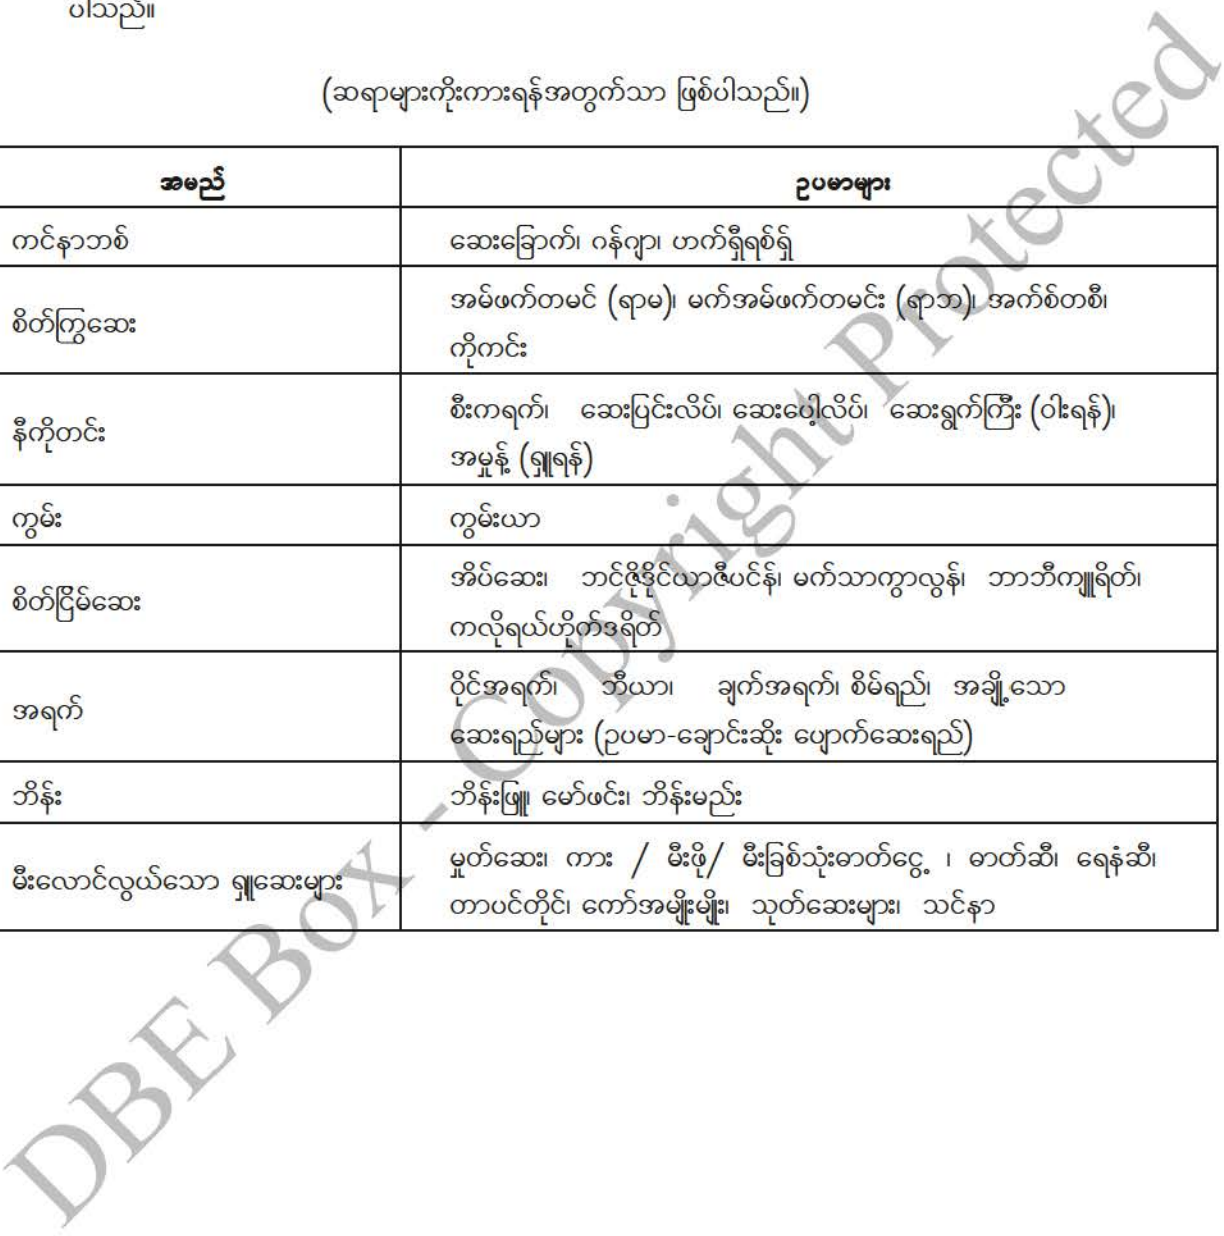 ပါသည်။
(ဆရာများကိုးကားရန်အတွက်သာ ဖြစ်ပါသည်။)
အမည် ဥပမာများ
ကင်နာဘစ် ဆေးခြောက်၊ ဂန်ဂျာ၊ ဟက်ရှီရစ်ရှ်
စိတ်ကြွဆေး အမ်ဖက်တမင် (ရာမ)၊ မက်အမ်ဖက်တမင်း (ရာဘ)၊ အက်စ်တစီ၊
ကိုကင်း
နီကိုတင်း စီးကရက်၊ ဆေးပြင်းလိပ်၊ ဆေးပေါ့လိပ်၊ ဆေးရွက်ကြီး (ဝါးရန်)၊
အမှုန့် (ရှူရန်)
ကွမ်း ကွမ်းယာ
စိတ်ငြိမ်ဆေး အိပ်ဆေး၊ ဘင်ဇိုဒိုင်ယာဇီပင်န်၊ မက်သာကွာလွန်၊ ဘာဘီကျူရိတ်၊
ကလိုရယ်ဟိုက်ဒရိတ်
အရက် ဝိုင်အရက်၊ ဘီယာ၊ ချက်အရက်၊ စိမ်ရည်၊ အချို့သော
ဆေးရည်များ (ဥပမာ-ချောင်းဆိုး ပျောက်ဆေးရည်)
ဘိန်း ဘိန်းဖြူ၊ မော်ဖင်း၊ ဘိန်းမည်း
မီးလောင်လွယ်သော ရှူဆေးများ မှုတ်ဆေး၊ ကား / မီးဖို/ မီးခြစ်သုံးဓာတ်ငွေ့ ၊ ဓာတ်ဆီ၊ ရေနံဆီ၊
တာပင်တိုင်၊ ကော်အမျိုးမျိုး၊ သုတ်ဆေးများ၊ သင်နာ
DBE Box - Copyright Protected